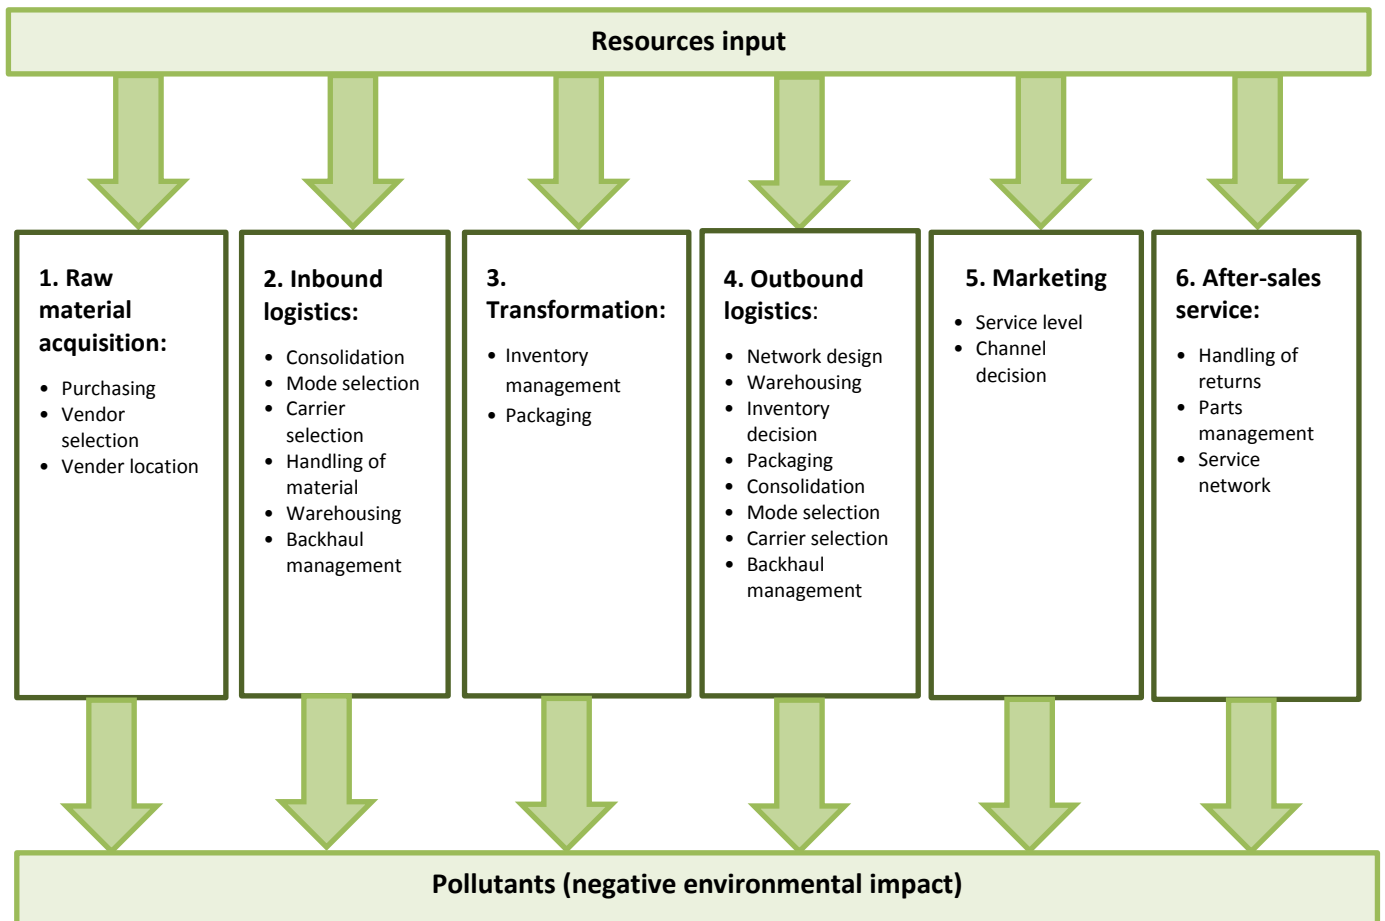 Resources input
1. Raw
material
acquisition:
• Purchasing
• Vendor
selection
• Vender location
2. Inbound
logistics:
• Consolidation
• Mode selection
• Carrier
selection
• Handling of
material
• Warehousing
• Backhaul
management
3.
Transformation:
• Inventory
management
• Packaging
4. Outbound
logistics:
• Network design
• Warehousing
• Inventory
decision
• Packaging
• Consolidation
• Mode selection
• Carrier selection
• Backhaul
management
5. Marketing
• Service level
• Channel
decision
6. After-sales
service:
• Handling of
returns
• Parts
management
• Service
network
Pollutants (negative environmental impact)